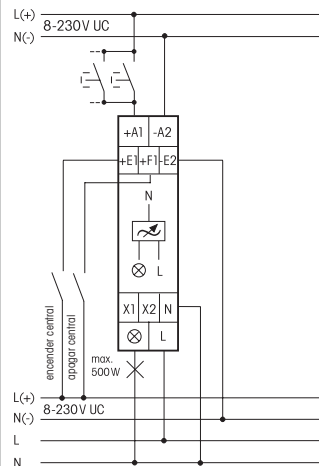 L(+)
8-230V UC
N(-)
+A1 -A2
+E1 +F1 -E2
N
L
X1 X2 N
L
encender central
apagar central
max.
500W
L(+)
8-230V UC
N(-)
L
N